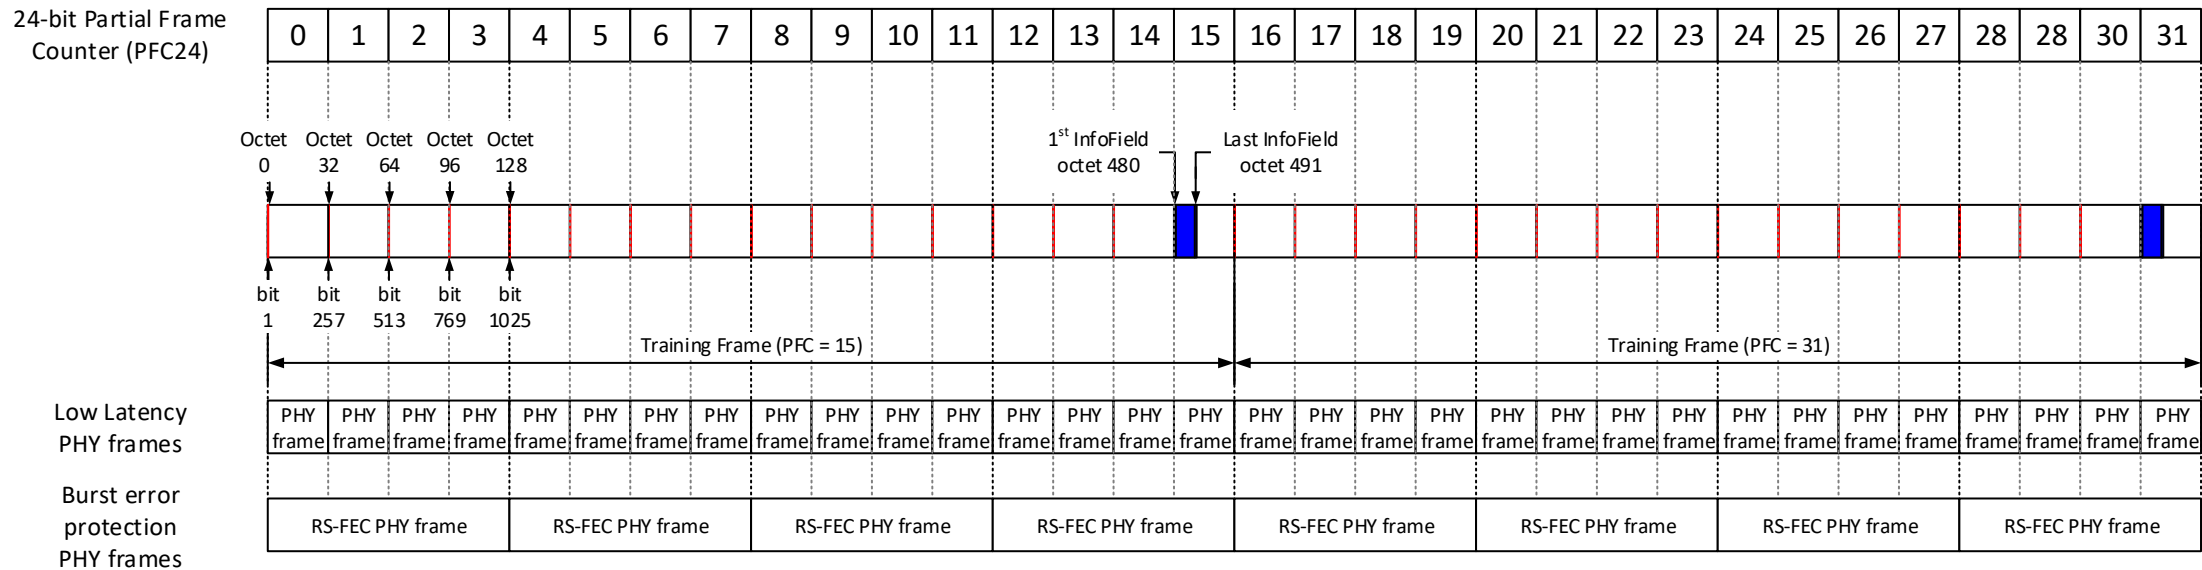 24-bit Partial Frame
Counter (PFC24)
0 1 2 3 4 5 6 7 8 9 10 11 12 13 14 15 16 17 18 19 20 21 22 23 24 25 26 27 28 28 30 31
Octet Octet Octet Octet Octet
0 32 64 96 128
1st InfoField
octet 480
Last InfoField
octet 491
bit bit bit bit bit
1 257 513 769 1025
Training Frame (PFC = 15)
Training Frame (PFC = 31)
Low Latency
PHY frames
PHY PHY PHY PHY PHY PHY PHY PHY PHY PHY PHY PHY PHY PHY PHY PHY PHY PHY PHY PHY PHY PHY PHY PHY PHY PHY PHY PHY PHY PHY PHY PHY
frame frame frame frame frame frame frame frame frame frame frame frame frame frame frame frame frame frame frame frame frame frame frame frame frame frame frame frame frame frame frame frame
Burst error
protection
PHY frames
RS-FEC PHY frame RS-FEC PHY frame RS-FEC PHY frame RS-FEC PHY frame RS-FEC PHY frame RS-FEC PHY frame RS-FEC PHY frame RS-FEC PHY frame